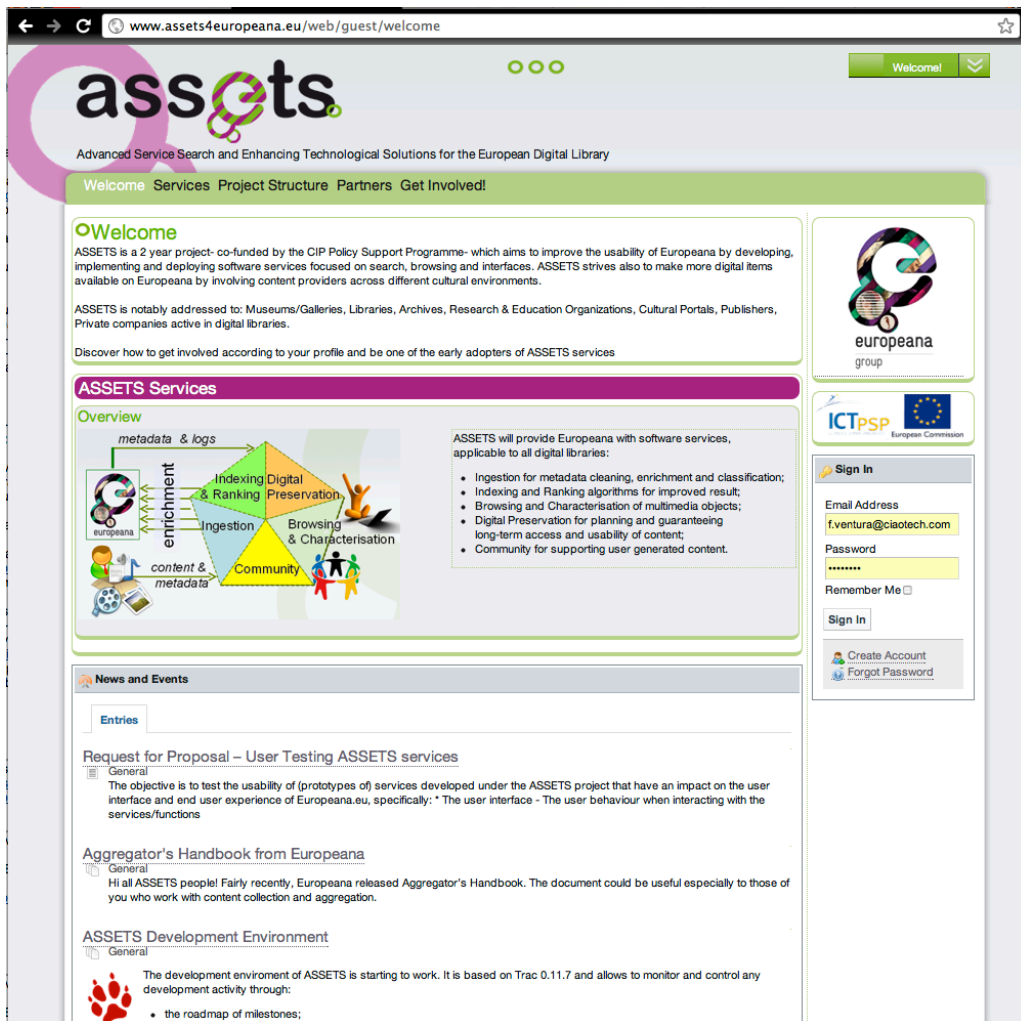 www.assets4europeana.eu/web/guest/welcome
assets
Welcome!
Advanced Service Search and Enhancing Technological Solutions for the European Digital Library
Welcome Services Project Structure Partners Get Involved!
Welcome
ASSETS is a 2 year project- co-funded by the CIP Policy Support Programme- which aims to improve the usability of Europeana by developing,
implementing and deploying software services focused on search, browsing and interfaces. ASSETS strives also to make more digital items
available on Europeana by involving content providers across different cultural environments.
ASSETS is notably addressed to: Museums/Galleries, Libraries, Archives, Research & Education Organizations, Cultural Portals, Publishers,
Private companies active in digital libraries.
Discover how to get involved according to your profile and be one of the early adopters of ASSETS services
ASSETS Services
Overview
metadata & logs
enrichment
europeana
content &
metadata
Indexing
& Ranking
Digital
Preservation
Ingestion
Browsing
& Characterisation
Community
ASSETS will provide Europeana with software services,
applicable to all digital libraries:
Ingestion for metadata cleaning, enrichment and classification;
Indexing and Ranking algorithms for improved result;
Browsing and Characterisation of multimedia objects;
Digital Preservation for planning and guaranteeing
long-term access and usability of content;
Community for supporting user generated content.
News and Events
Entries
Request for Proposal – User Testing ASSETS services
General
The objective is to test the usability of (prototypes of) services developed under the ASSETS project that have an impact on the user
interface and end user experience of Europeana.eu, specifically: * The user interface - The user behaviour when interacting with the
services/functions
Aggregator's Handbook from Europeana
General
Hi all ASSETS people! Fairly recently, Europeana released Aggregator's Handbook. The document could be useful especially to those of
you who work with content collection and aggregation.
ASSETS Development Environment
General
The development enviroment of ASSETS is starting to work. It is based on Trac 0.11.7 and allows to monitor and control any
development activity through:
the roadmap of milestones;
europeana
group
ICT PSP
European Commission
Sign In
Email Address
f.ventura@ciaotech.com
Password
••••••••
Remember Me
Sign In
Create Account
Forgot Password